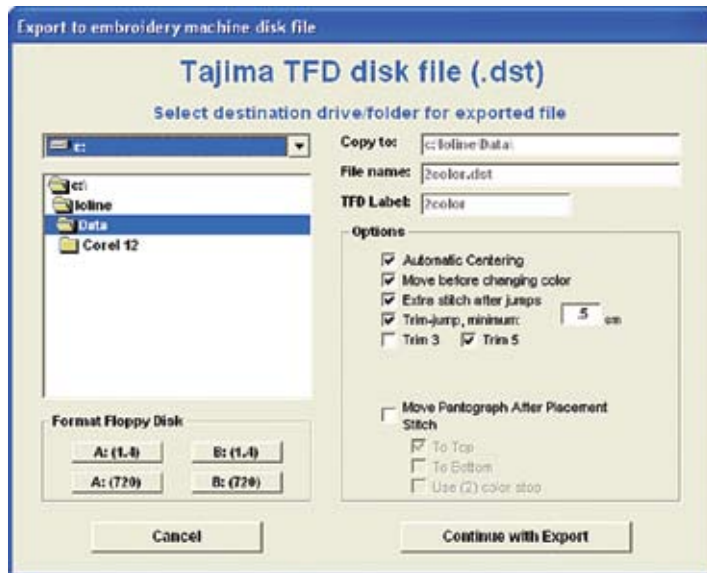 Export to embroidery machine disk file
Tajima TFD disk file (.dst)
Select destination drive/folder for exported file
c:
Copy to: c:\Ioline\Data\
File name: 2color.dst
TFD Label: 2color
c:\
Ioline
Data
Corel 12
Options
Automatic Centering
Move before changing color
Extra stitch after jumps
Trim-jump, minimum: .5 cm
Trim 3 Trim 5
Move Pantograph After Placement
Stitch
To Top
To Bottom
Use (2) color stop
Format Floppy Disk
A: (1.4) B: (1.4)
A: (720) B: (720)
Cancel Continue with Export